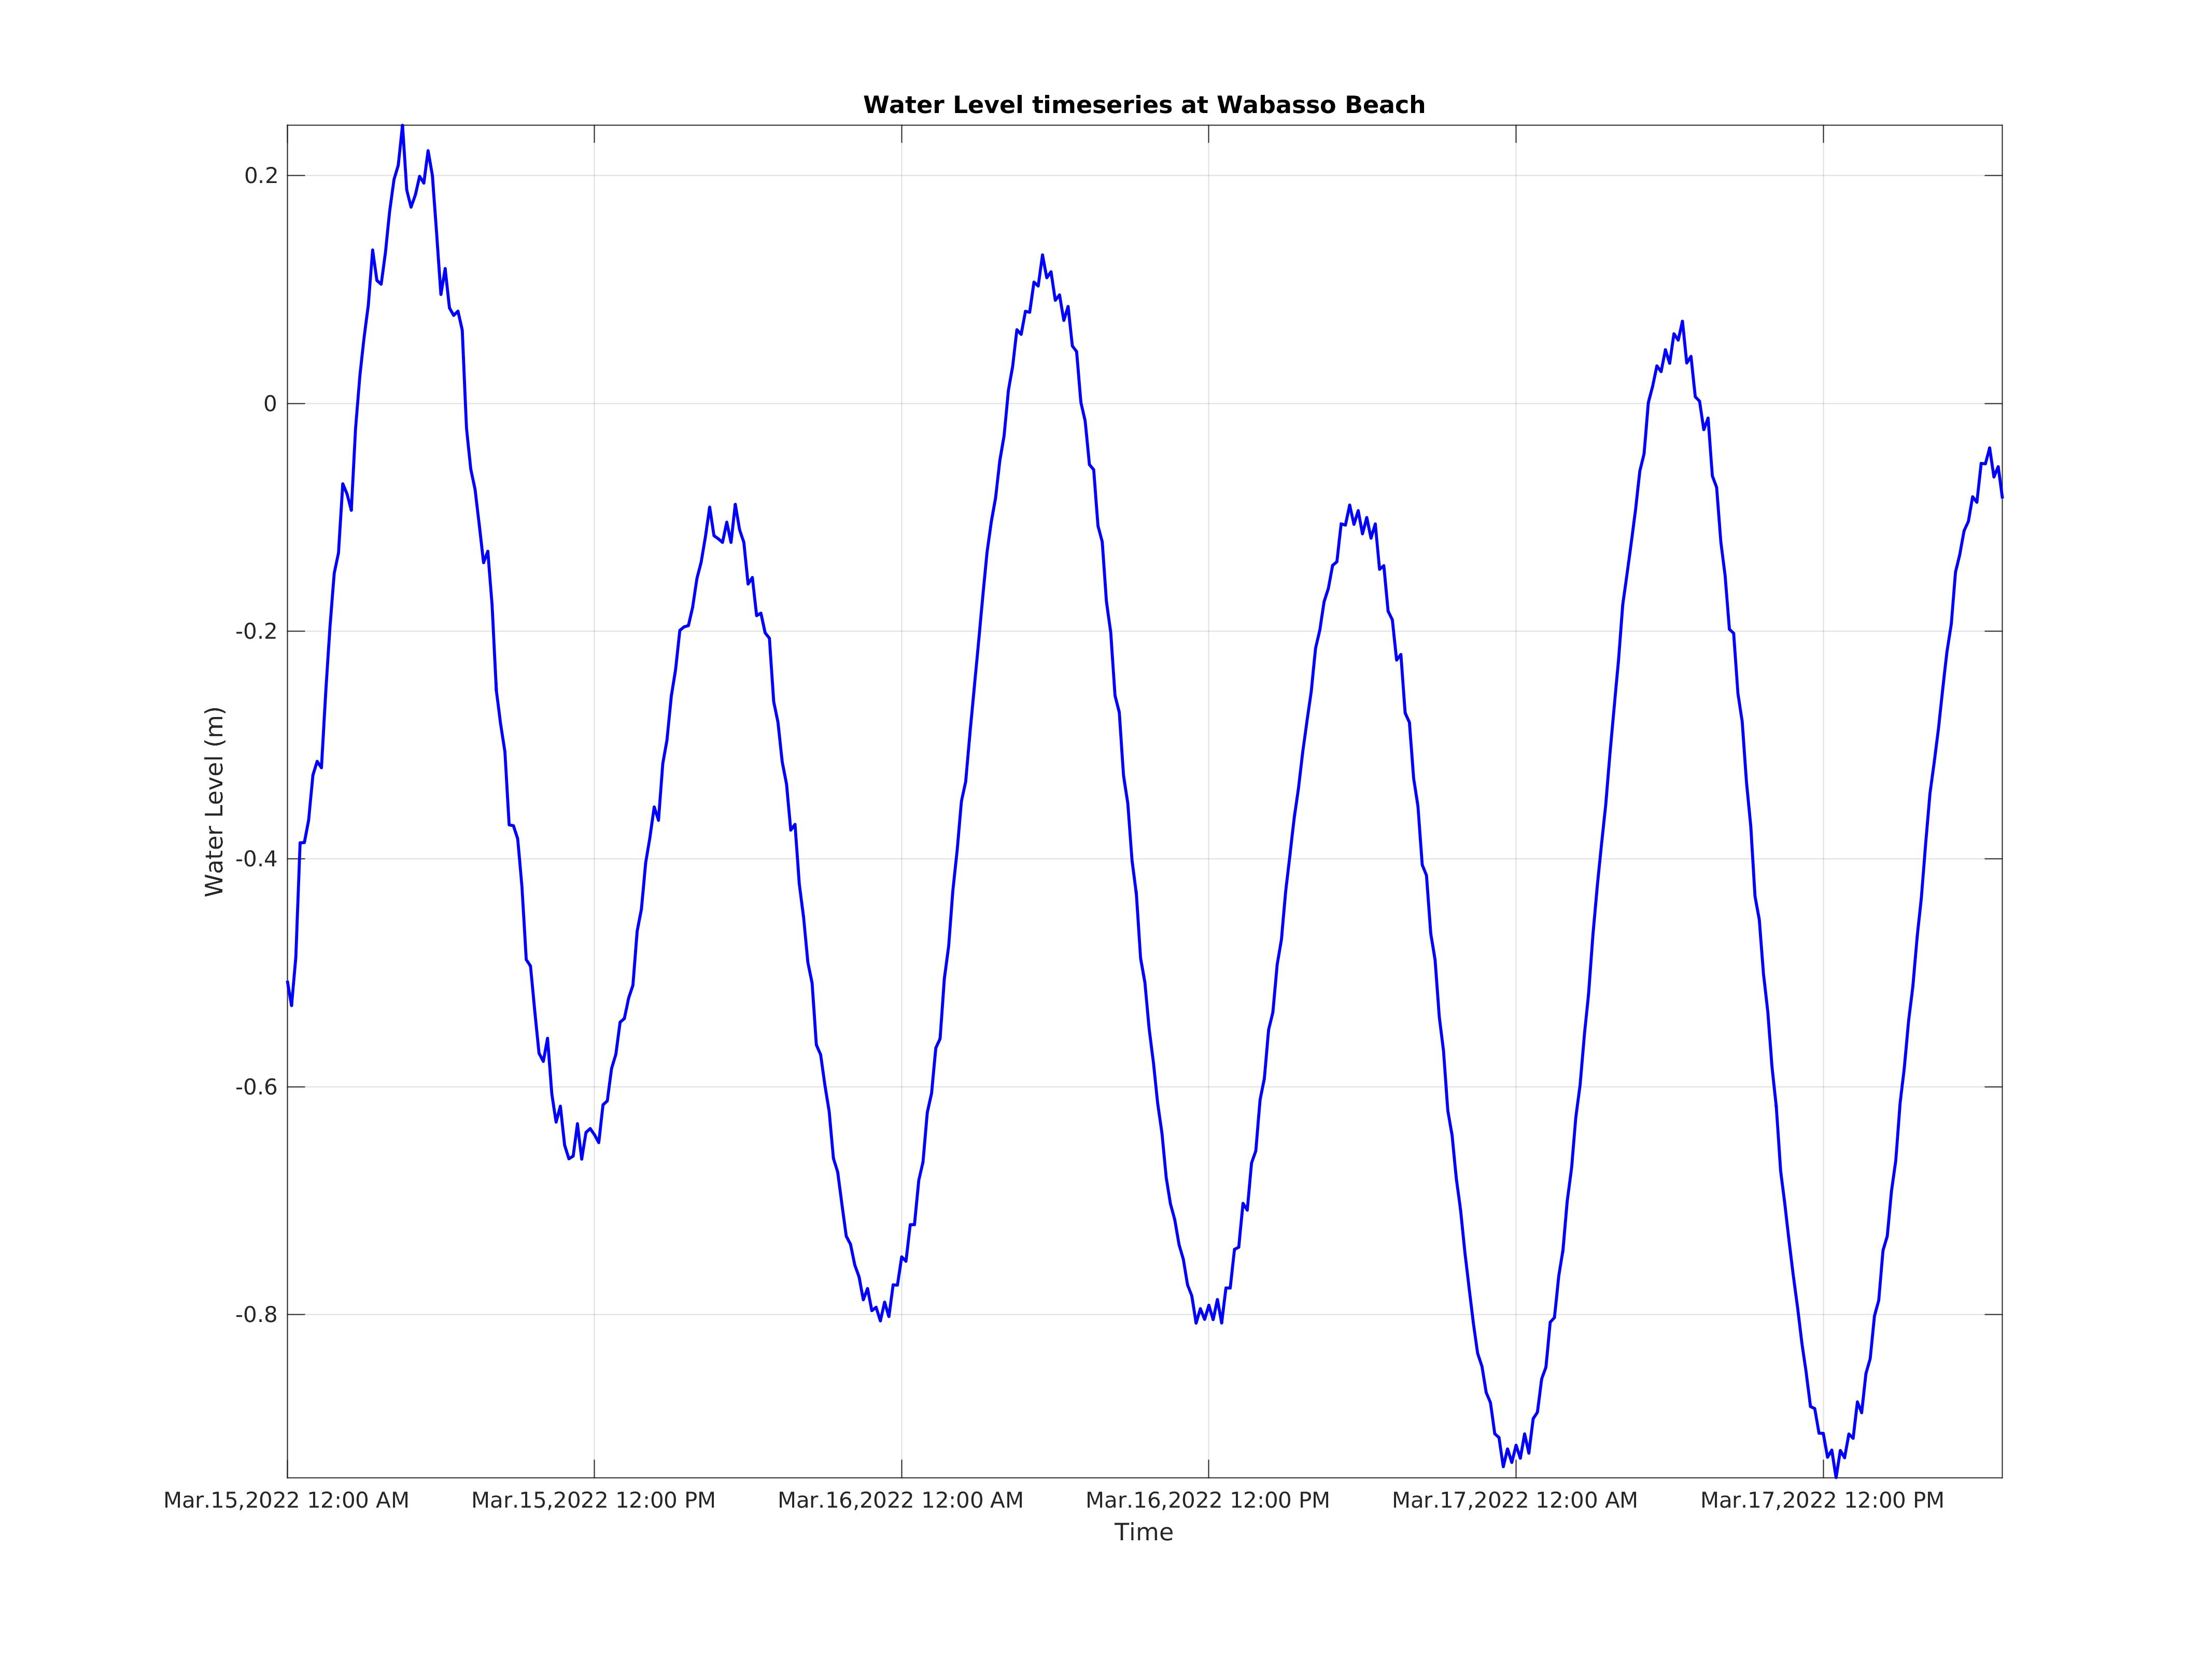 Water Level timeseries at Wabasso Beach
0.2
0
-0.2
-0.4
-0.6
-0.8
Water Level (m)
Mar.15,2022 12:00 AM
Mar.15,2022 12:00 PM
Mar.16,2022 12:00 AM
Mar.16,2022 12:00 PM
Mar.17,2022 12:00 AM
Mar.17,2022 12:00 PM
Time